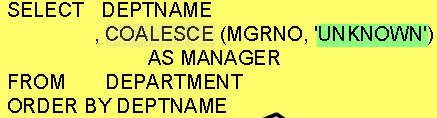 SELECT DEPTNAME
, COALESCE (MGRNO, 'UNKNOWN')
AS MANAGER
FROM DEPARTMENT
ORDER BY DEPTNAME